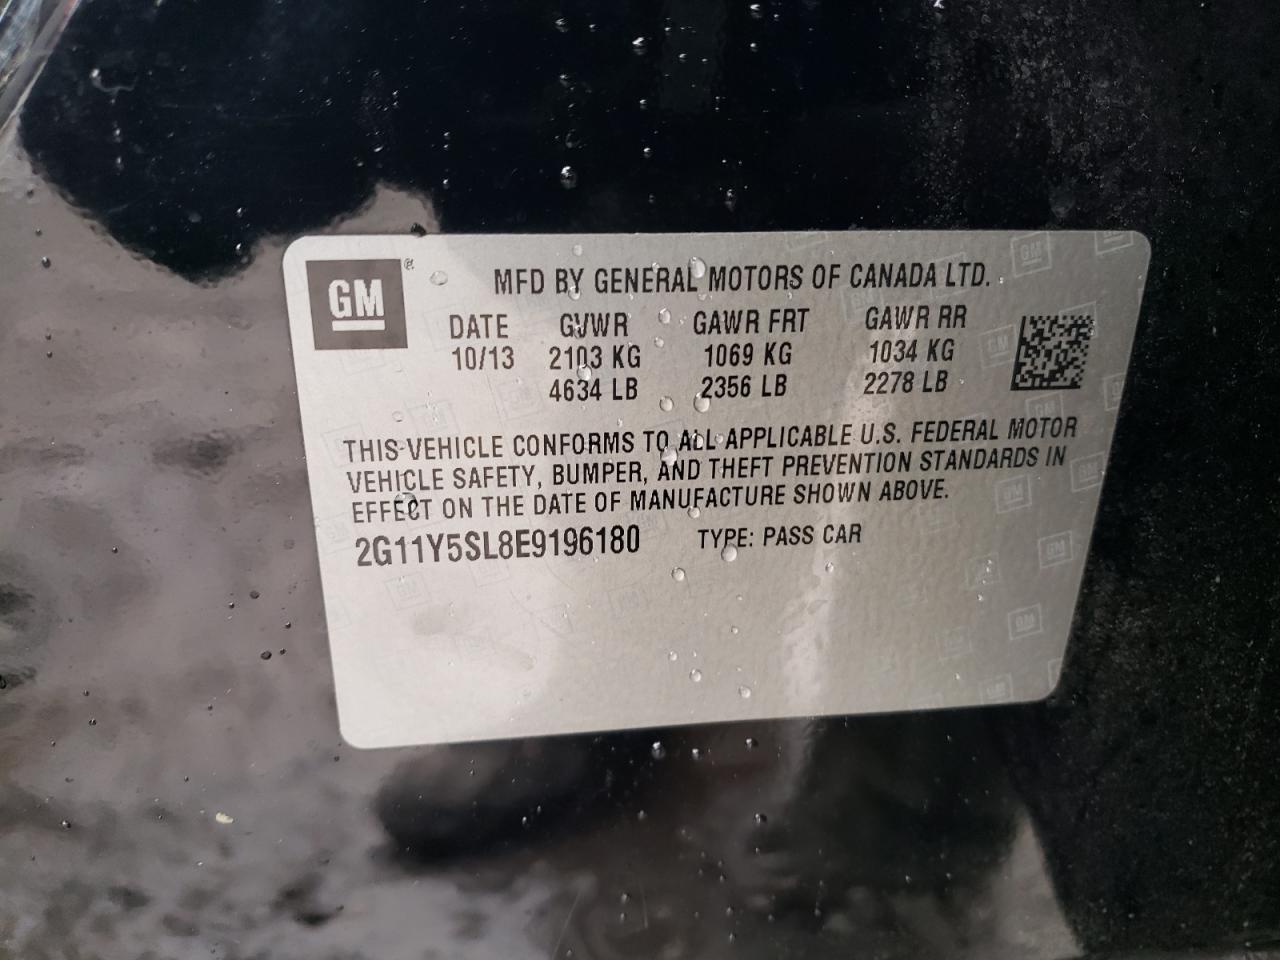 GM®
MFD BY GENERAL MOTORS OF CANADA LTD.
DATE GVWR GAWR FRT GAWR RR
10/13 2103 KG 1069 KG 1034 KG
4634 LB 2356 LB 2278 LB
THIS VEHICLE CONFORMS TO ALL APPLICABLE U.S. FEDERAL MOTOR
VEHICLE SAFETY, BUMPER, AND THEFT PREVENTION STANDARDS IN
EFFECT ON THE DATE OF MANUFACTURE SHOWN ABOVE.
2G11Y5SL8E9196180 TYPE: PASS CAR